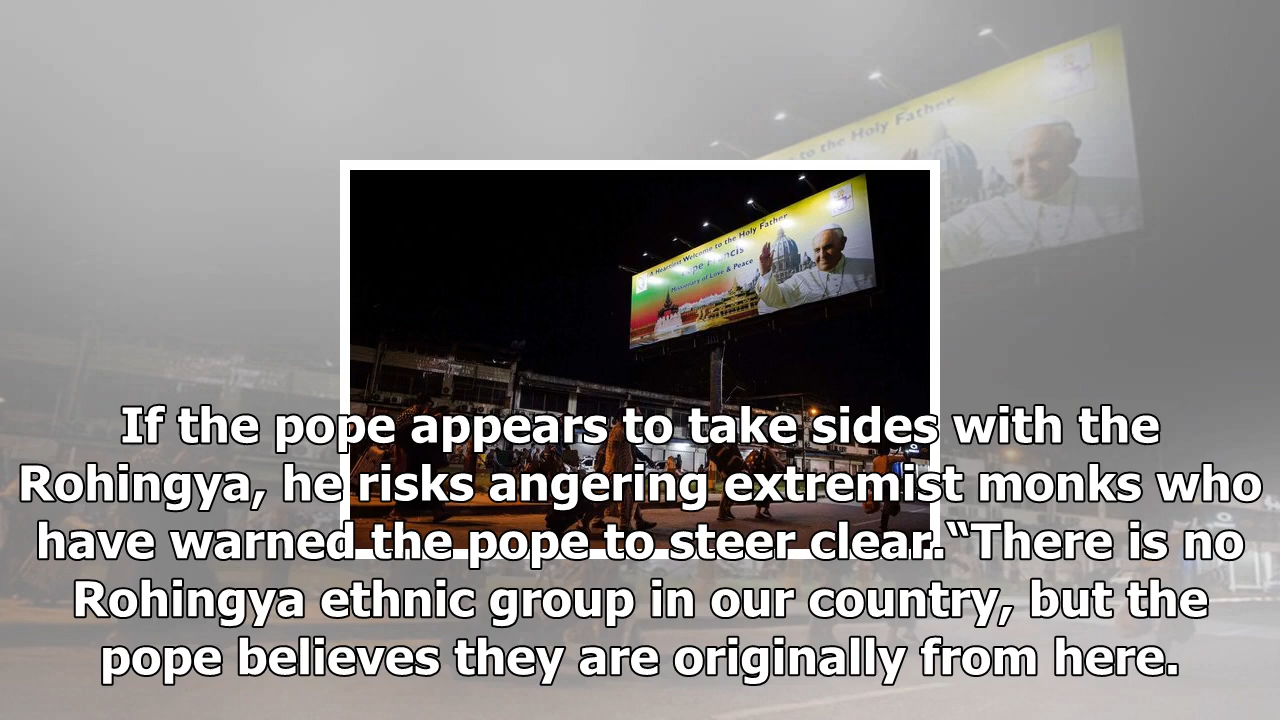 A Heartiest Welcome to the Holy Father
Pope Francis
Missionary of Love & Peace
to the Holy Father
If the pope appears to take sides with the
Rohingya, he risks angering extremist monks who
have warned the pope to steer clear.“There is no
Rohingya ethnic group in our country, but the
pope believes they are originally from here.